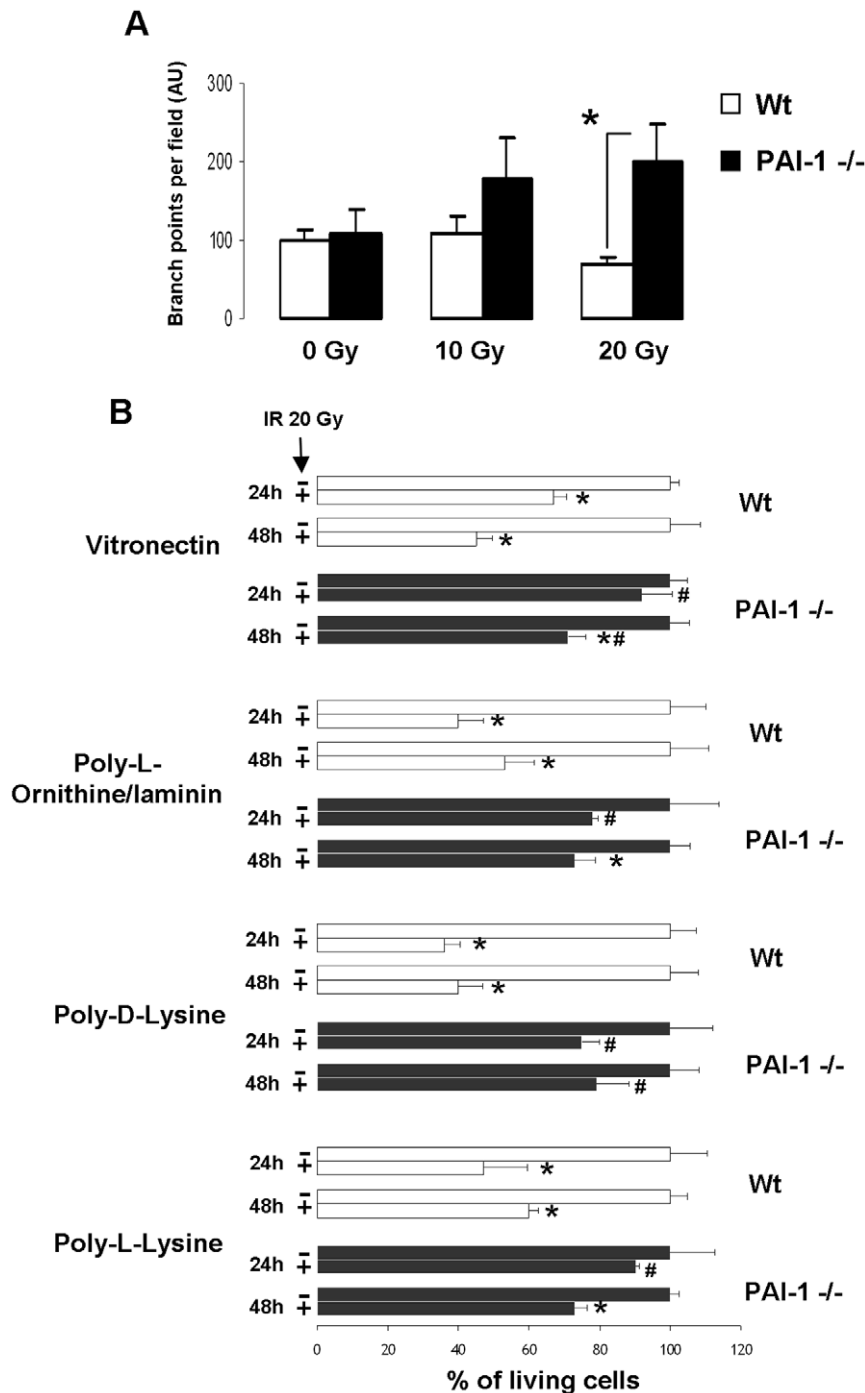 A
Branch points per field (AU)
300
200
100
0
*
Wt
PAI-1 -/-
0 Gy
10 Gy
20 Gy
B
IR 20 Gy
Vitronectin
24h
-
+
*
48h
-
+
*
Wt
24h
-
+
#
48h
-
+
*#
PAI-1 -/-
Poly-L-
Ornithine/laminin
24h
-
+
*
48h
-
+
*
Wt
24h
-
+
#
48h
-
+
*
PAI-1 -/-
Poly-D-Lysine
24h
-
+
*
48h
-
+
*
Wt
24h
-
+
#
48h
-
+
#
PAI-1 -/-
Poly-L-Lysine
24h
-
+
*
48h
-
+
*
Wt
24h
-
+
#
48h
-
+
*
PAI-1 -/-
0 20 40 60 80 100 120
% of living cells